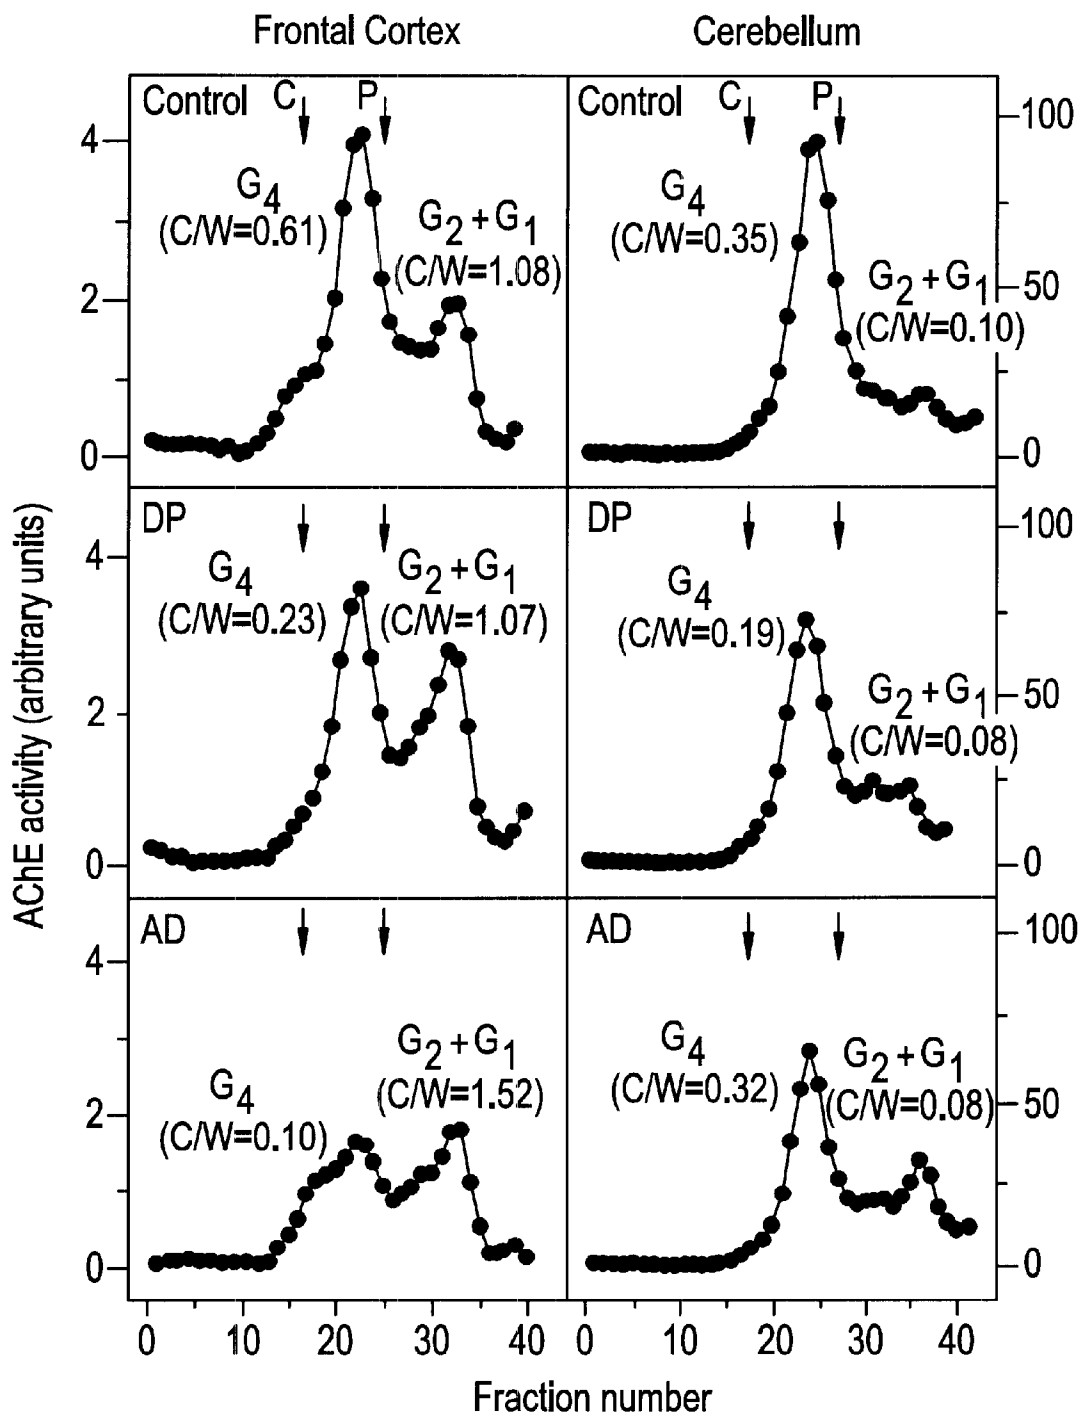 Frontal Cortex
Cerebellum
AChE activity (arbitrary units)
Control C P
4
G4
(C/W=0.61)
G2+G1
(C/W=1.08)
2
0
Control C P
100
G4
(C/W=0.35)
G2+G1
(C/W=0.10)
50
0
DP
4
G4
(C/W=0.23)
G2+G1
(C/W=1.07)
2
0
DP
100
G4
(C/W=0.19)
G2+G1
(C/W=0.08)
50
0
AD
4
G2+G1
(C/W=1.52)
G4
(C/W=0.10)
2
0
AD
100
G4
(C/W=0.32)
G2+G1
(C/W=0.08)
50
0
0 10 20 30 40
0 10 20 30 40
Fraction number